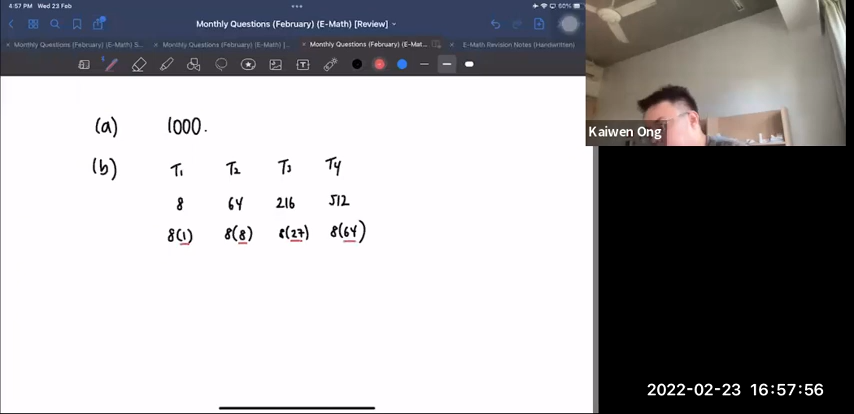 4:57 PM Wed 23 Feb
60%
Monthly Questions (February) (E-Math) [Review]
Monthly Questions (February) (E-Math) S...
Monthly Questions (February) (E-Math) [...
Monthly Questions (February) (E-Mat...
E-Math Revision Notes (Handwritten)
Kaiwen Ong
(a) 1000.
(b) T1 T2 T3 T4
8 64 216 512
8(1) 8(8) 8(27) 8(64)
2022-02-23 16:57:56